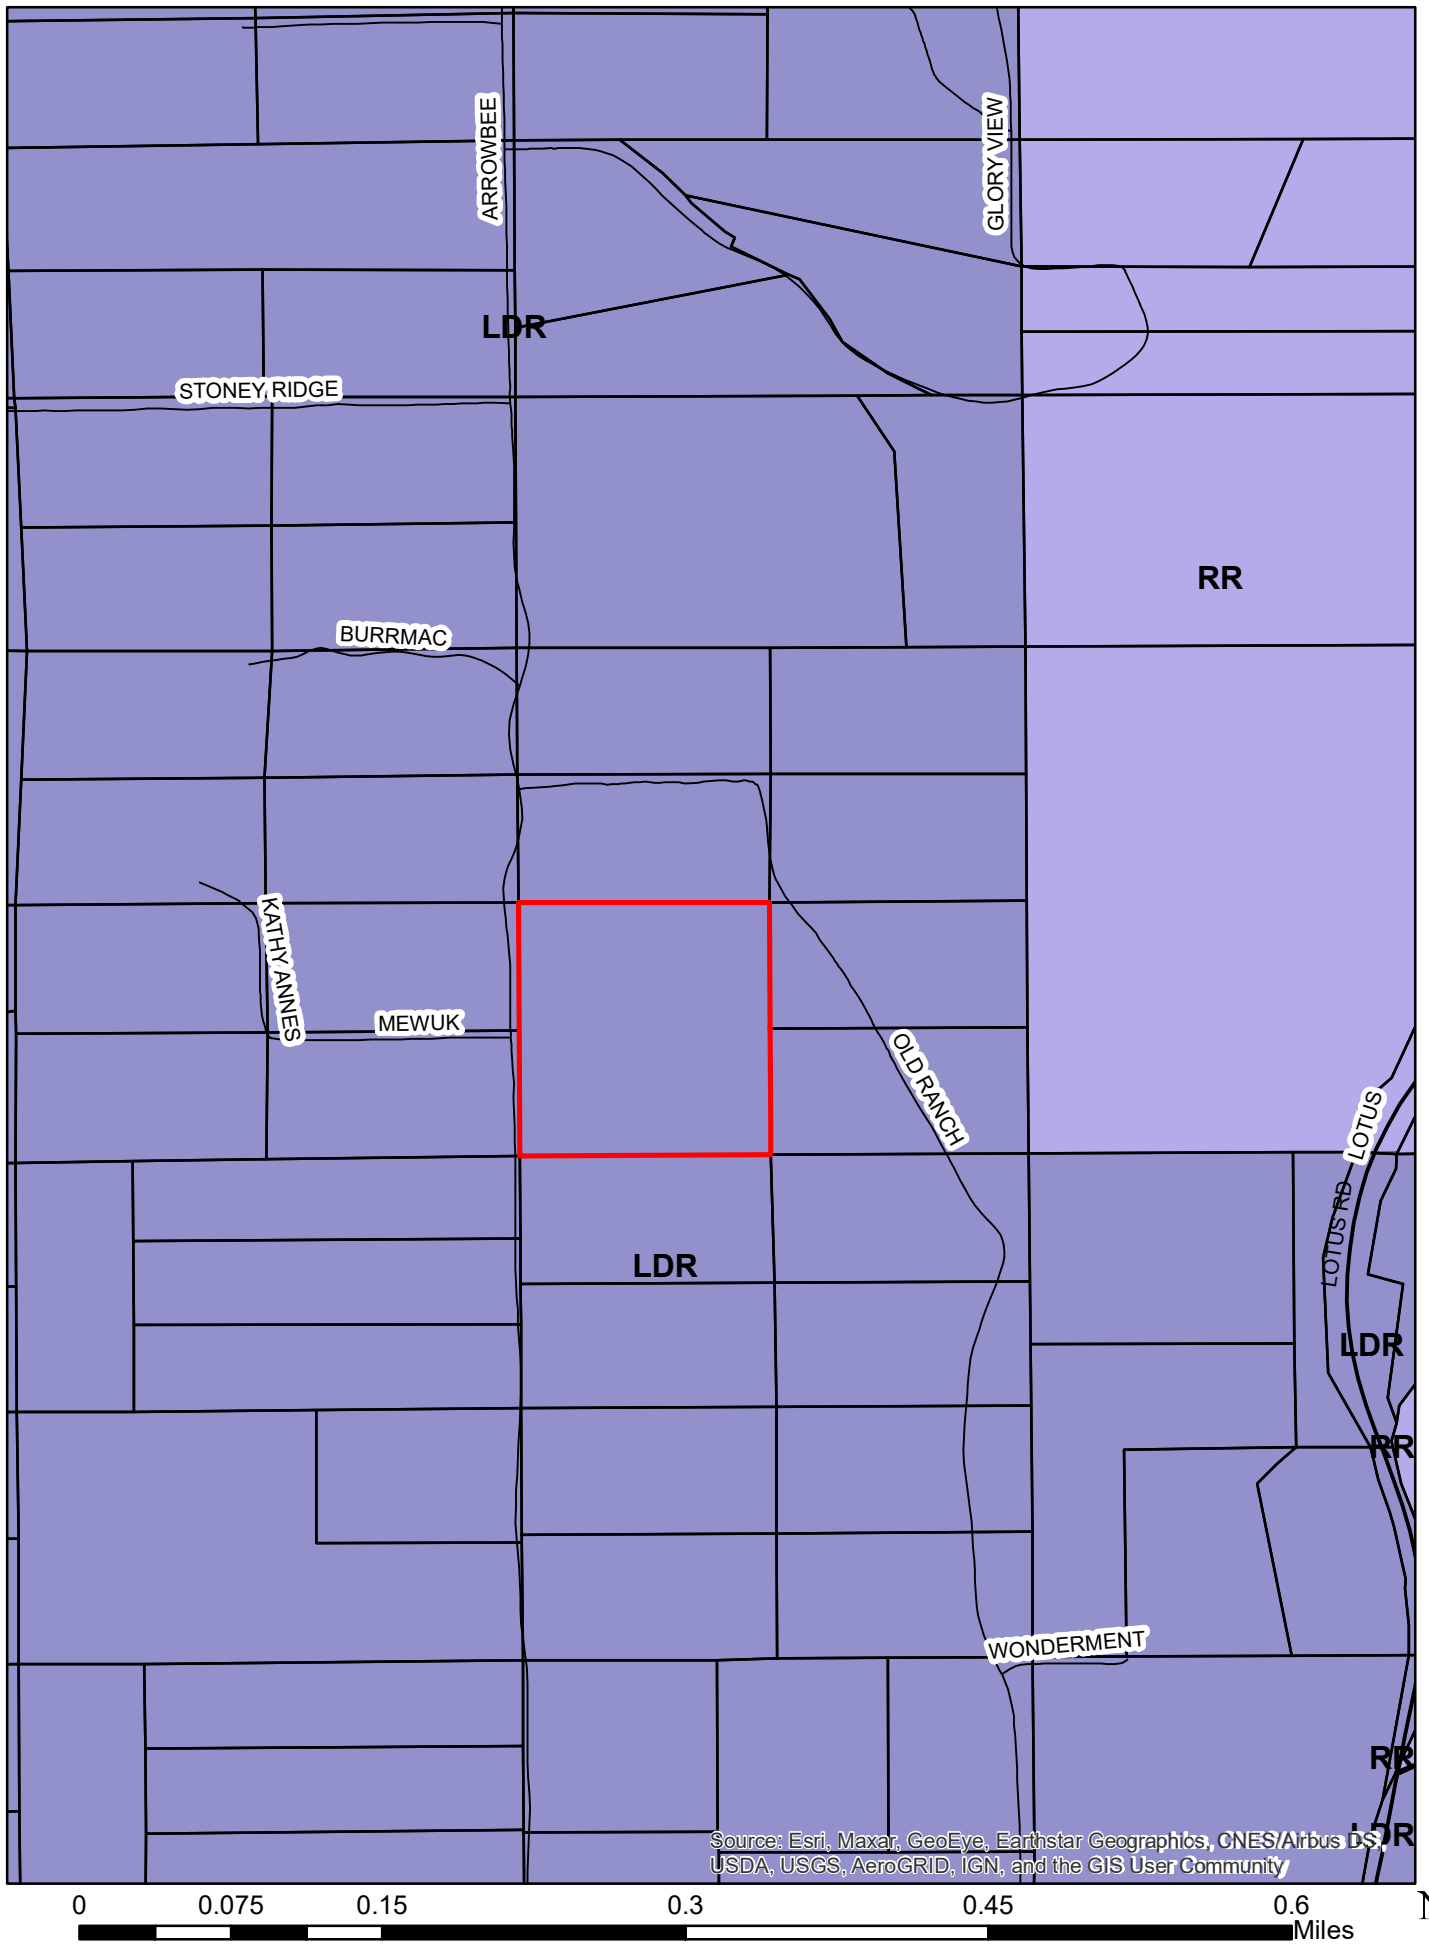 ARROWBEE
GLORY VIEW
LDR
STONEY RIDGE
RR
BURRMAC
KATHY ANNES
MEWUK
OLD RANCH
LOTUS
LOTUS RD
LDR
LDR
RR
WONDERMENT
RR
LDR
Source: Esri, Maxar, GeoEye, Earthstar Geographics, CNES/Airbus DS,
USDA, USGS, AeroGRID, IGN, and the GIS User Community
0 0.075 0.15 0.3 0.45 0.6
Miles